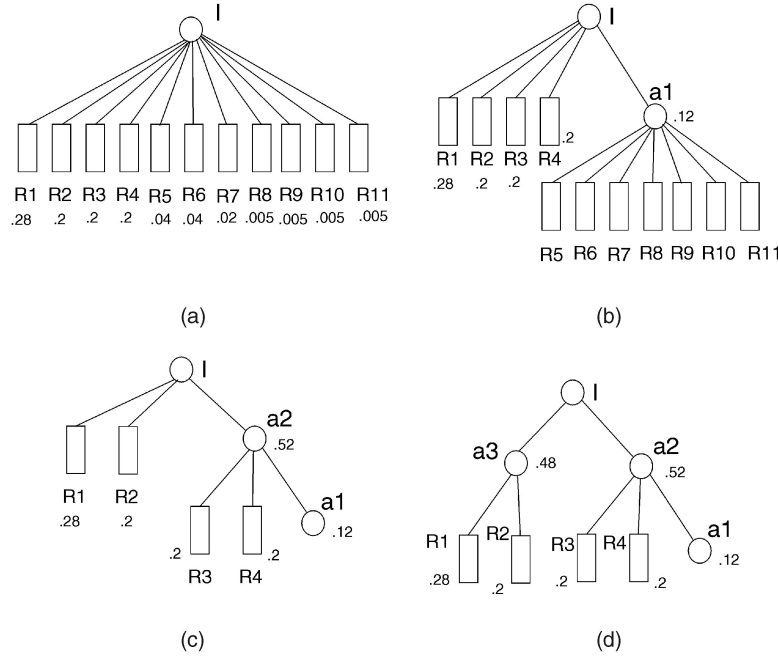 I
R1 R2 R3 R4 R5 R6 R7 R8 R9 R10 R11
.28 .2 .2 .2 .04 .04 .02 .005 .005 .005 .005
(a)
I
a1
.12
.2
R1 R2 R3 R4
.28 .2 .2
R5 R6 R7 R8 R9 R10 R11
(b)
I
a2
.52
R1 R2
.28 .2
a1
.12
.2 .2
R3 R4
(c)
I
a3 .48
a2
.52
R1 R2 R3 R4
a1
.12
.28 .2 .2 .2
(d)